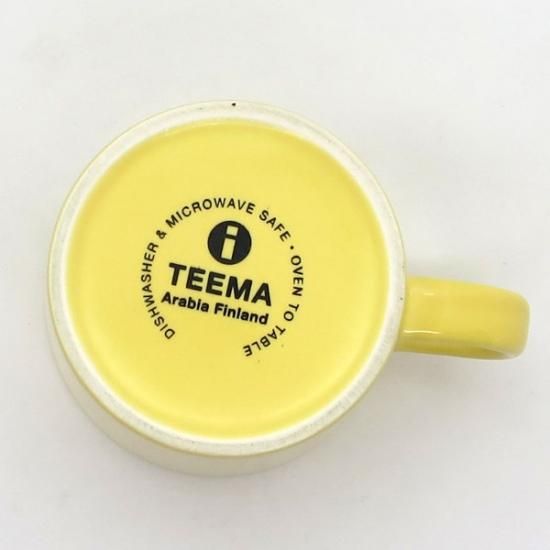 DISHWASHER & MICROWAVE SAFE · OVEN TO TABLE
i
TEEMA
Arabia Finland